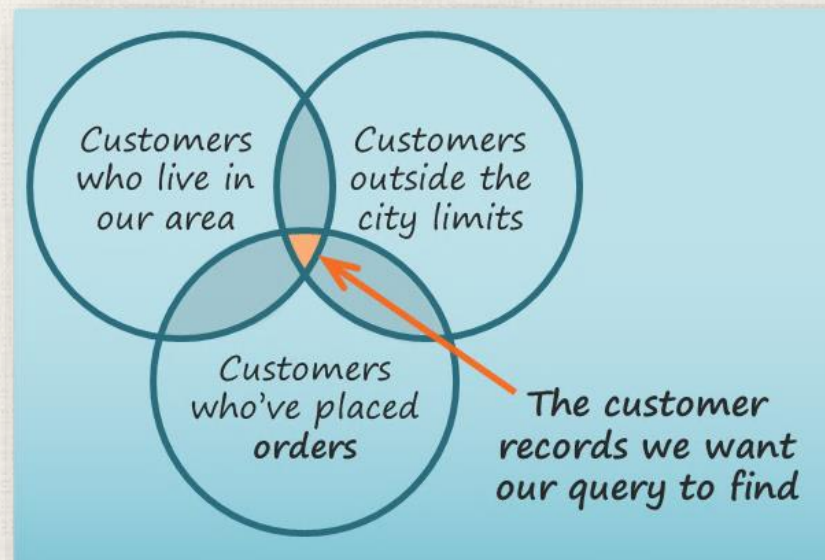 Customers
who live in
our area
Customers
outside the
city limits
Customers
who've placed
orders
The customer
records we want
our query to find